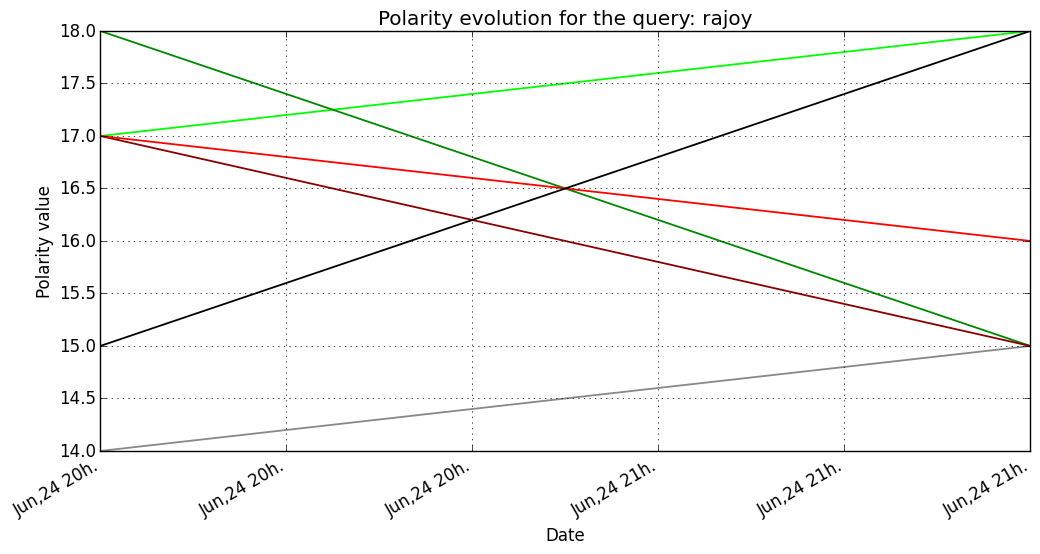 Polarity evolution for the query: rajoy
18.0
17.5
17.0
16.5
16.0
15.5
15.0
14.5
14.0
Polarity value
Jun,24 20h. Jun,24 20h. Jun,24 20h. Jun,24 21h. Jun,24 21h. Jun,24 21h.
Date